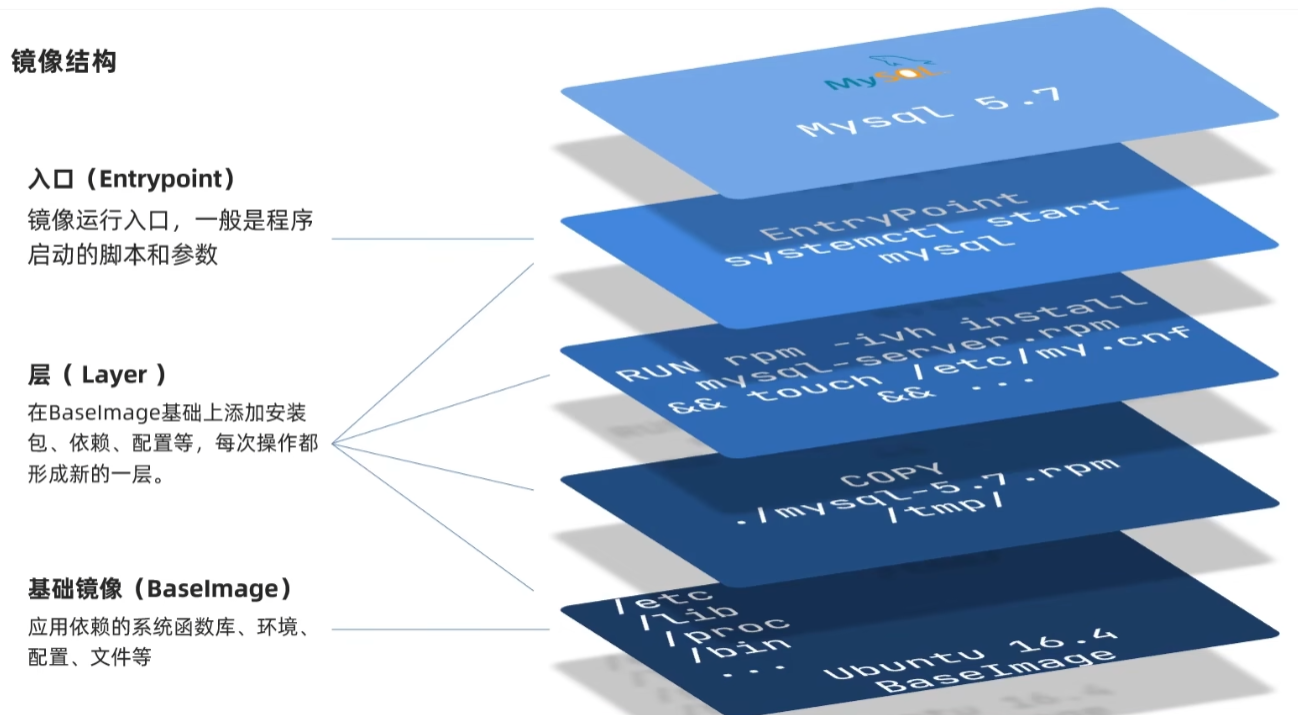 镜像结构
入口（Entrypoint）
镜像运行入口，一般是程序
启动的脚本和参数
层（ Layer ）
在BaseImage基础上添加安装
包、依赖、配置等，每次操作都
形成新的一层。
基础镜像（BaseImage）
应用依赖的系统函数库、环境、
配置、文件等
MySQL
Mysql 5.7
EntryPoint
systemctl start
mysql
RUN rpm -ivh install
mysql-server.rpm
&& touch /etc/my.cnf
&& ...
COPY
./mysql-5.7.rpm
/tmp/
/etc
/lib
/proc
/bin
...
Ubuntu 16.4
BaseImage